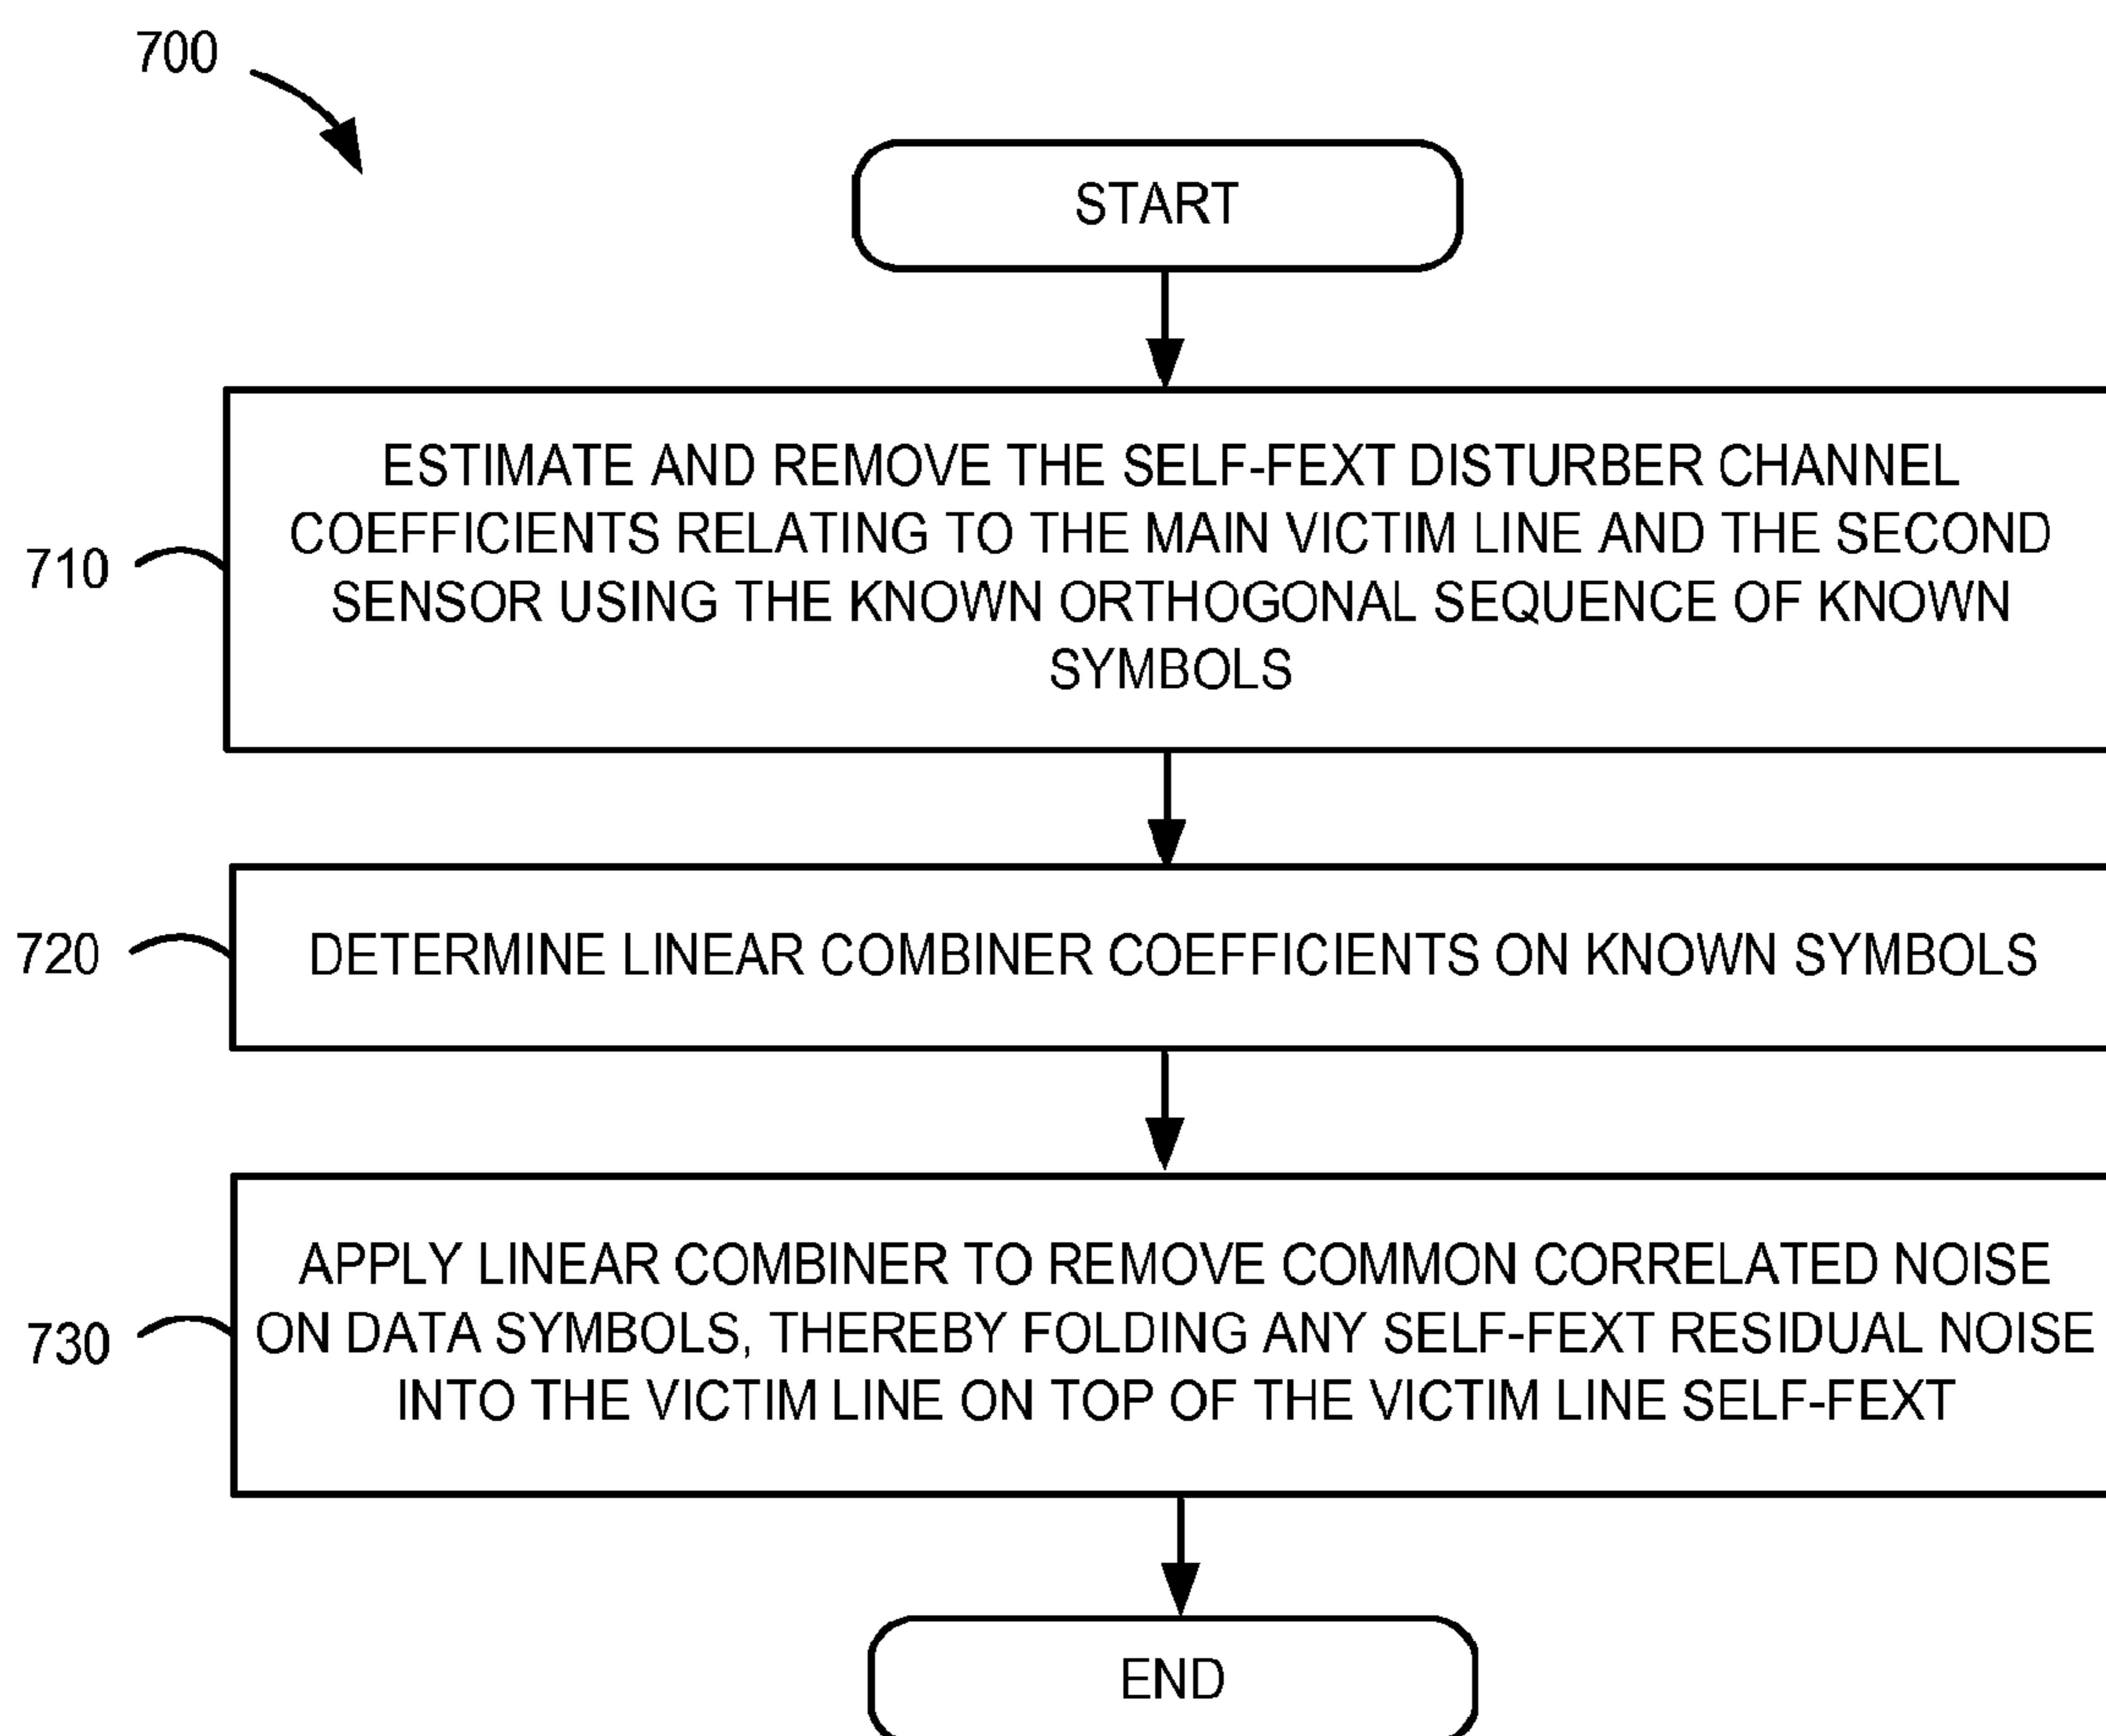 700
START
ESTIMATE AND REMOVE THE SELF-FEXT DISTURBER CHANNEL
COEFFICIENTS RELATING TO THE MAIN VICTIM LINE AND THE SECOND
SENSOR USING THE KNOWN ORTHOGONAL SEQUENCE OF KNOWN
SYMBOLS
710
DETERMINE LINEAR COMBINER COEFFICIENTS ON KNOWN SYMBOLS
720
APPLY LINEAR COMBINER TO REMOVE COMMON CORRELATED NOISE
ON DATA SYMBOLS, THEREBY FOLDING ANY SELF-FEXT RESIDUAL NOISE
INTO THE VICTIM LINE ON TOP OF THE VICTIM LINE SELF-FEXT
730
END